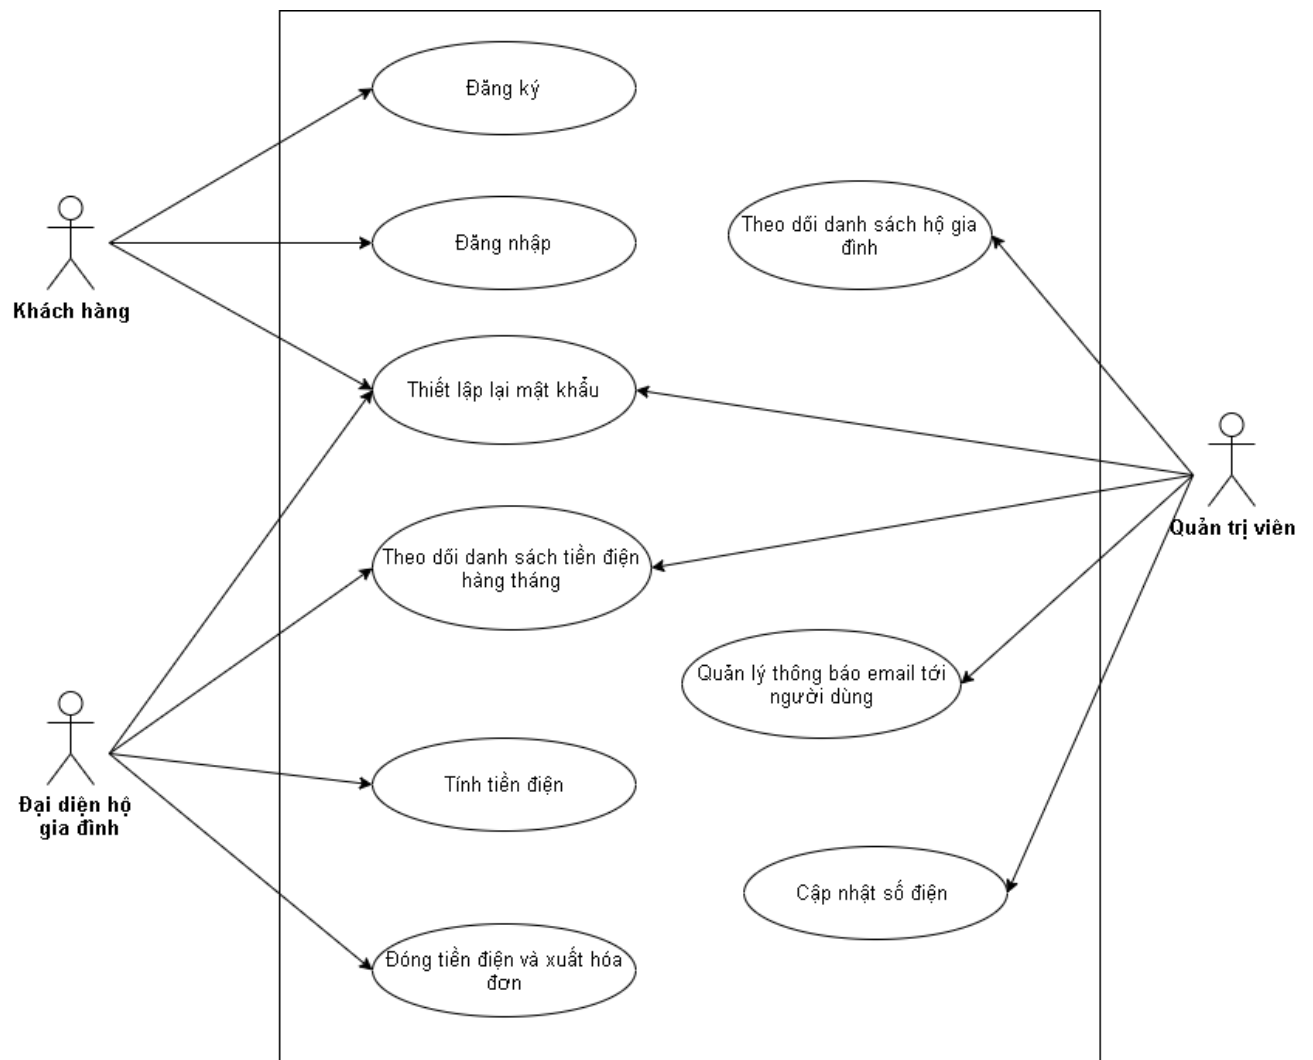 Đăng ký
Theo dõi danh sách hộ gia
đình
Đăng nhập
Khách hàng
Thiết lập lại mật khẩu
Quản trị viên
Theo dõi danh sách tiền điện
hàng tháng
Quản lý thông báo email tới
người dùng
Tính tiền điện
Đại diện hộ
gia đình
Cập nhật số điện
Đóng tiền điện và xuất hóa
đơn